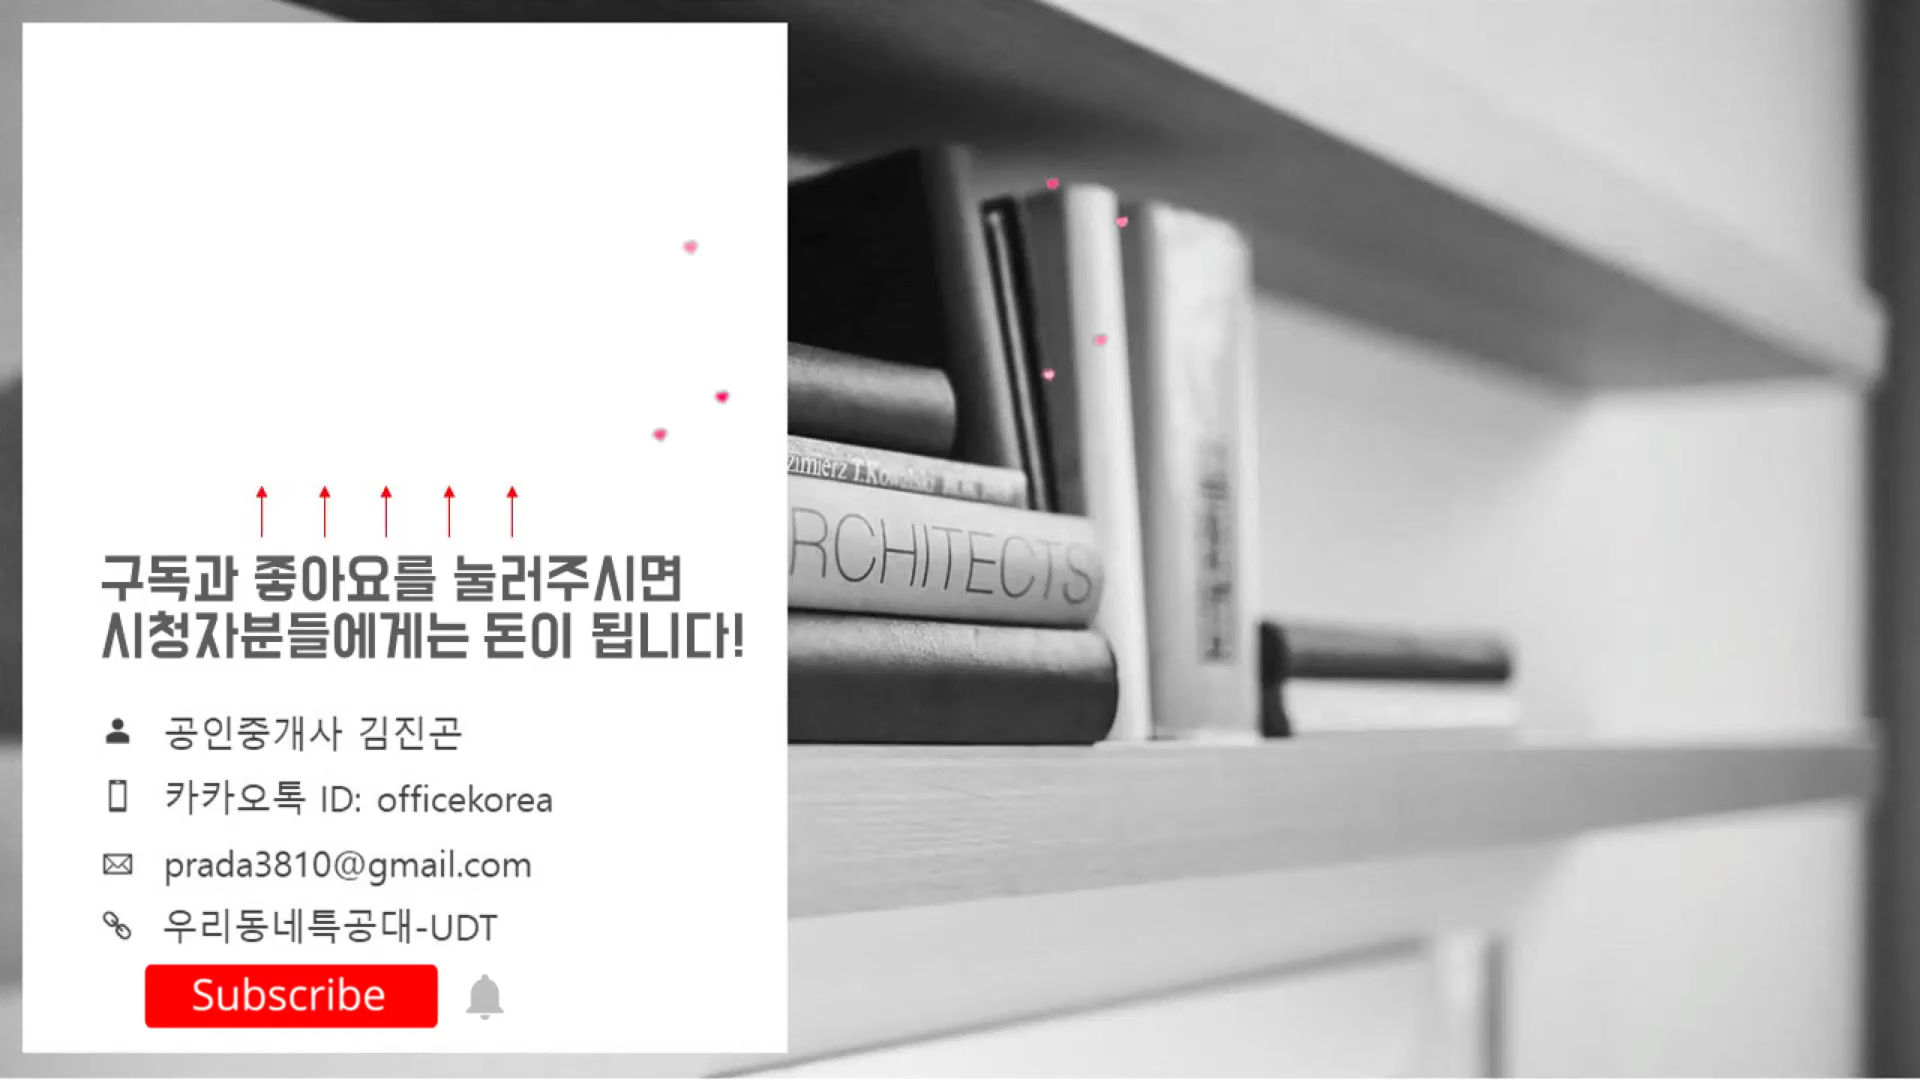 구독과 좋아요를 눌러주시면
시청자분들에게는 돈이 됩니다!
공인중개사 김진곤
카카오톡 ID: officekorea
prada3810@gmail.com
우리동네특공대-UDT
Subscribe
zimierz T.Kowalski
RCHITECTS